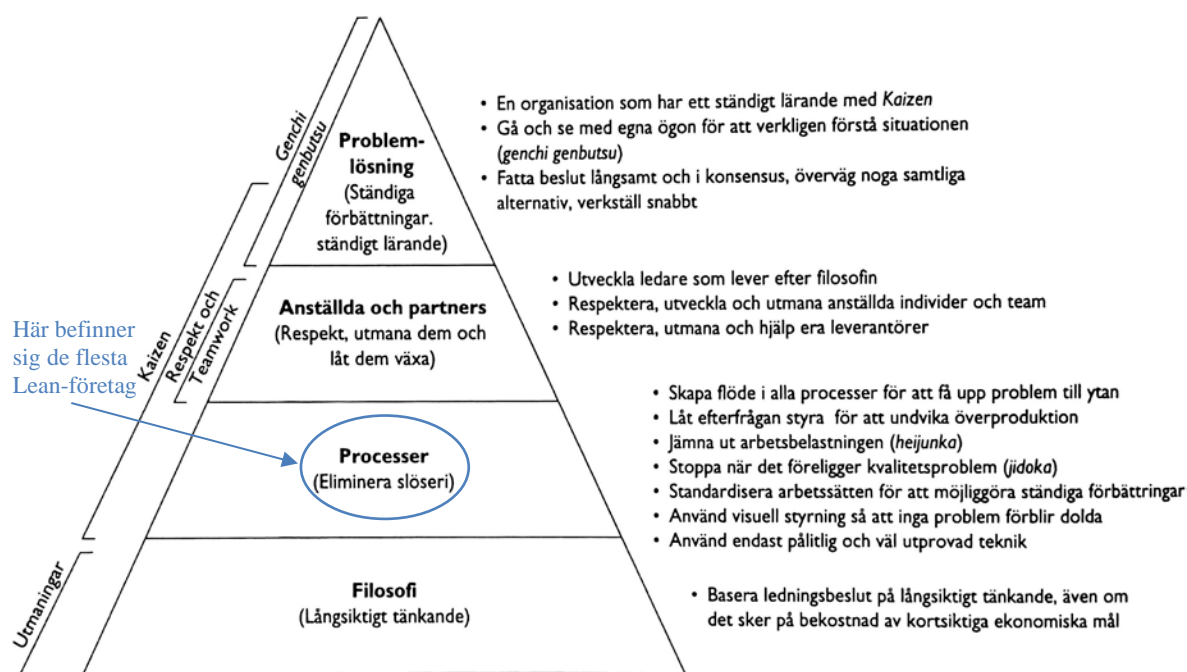 Genchi
genbutsu
Problem-
lösning
(Ständiga
förbättningar.
ständigt lärande)
• En organisation som har ett ständigt lärande med Kaizen
• Gå och se med egna ögon för att verkligen förstå situationen
(genchi genbutsu)
• Fatta beslut långsamt och i konsensus, överväg noga samtliga
alternativ, verkställ snabbt
Kaizen
Respekt och
Teamwork
Anställda och partners
(Respekt, utmana dem och
låt dem växa)
• Utveckla ledare som lever efter filosofin
• Respektera, utveckla och utmana anställda individer och team
• Respektera, utmana och hjälp era leverantörer
Här befinner
sig de flesta
Lean-företag
Processer
(Eliminera slöseri)
• Skapa flöde i alla processer för att få upp problem till ytan
• Låt efterfrågan styra för att undvika överproduktion
• Jämna ut arbetsbelastningen (heijunka)
• Stoppa när det föreligger kvalitetsproblem (jidoka)
• Standardisera arbetssätten för att möjliggöra ständiga förbättringar
• Använd visuell styrning så att inga problem förblir dolda
• Använd endast pålitlig och väl utprovad teknik
Utmaningar
Filosofi
(Långsiktigt tänkande)
• Basera ledningsbeslut på långsiktigt tänkande, även om
det sker på bekostnad av kortsiktiga ekonomiska mål